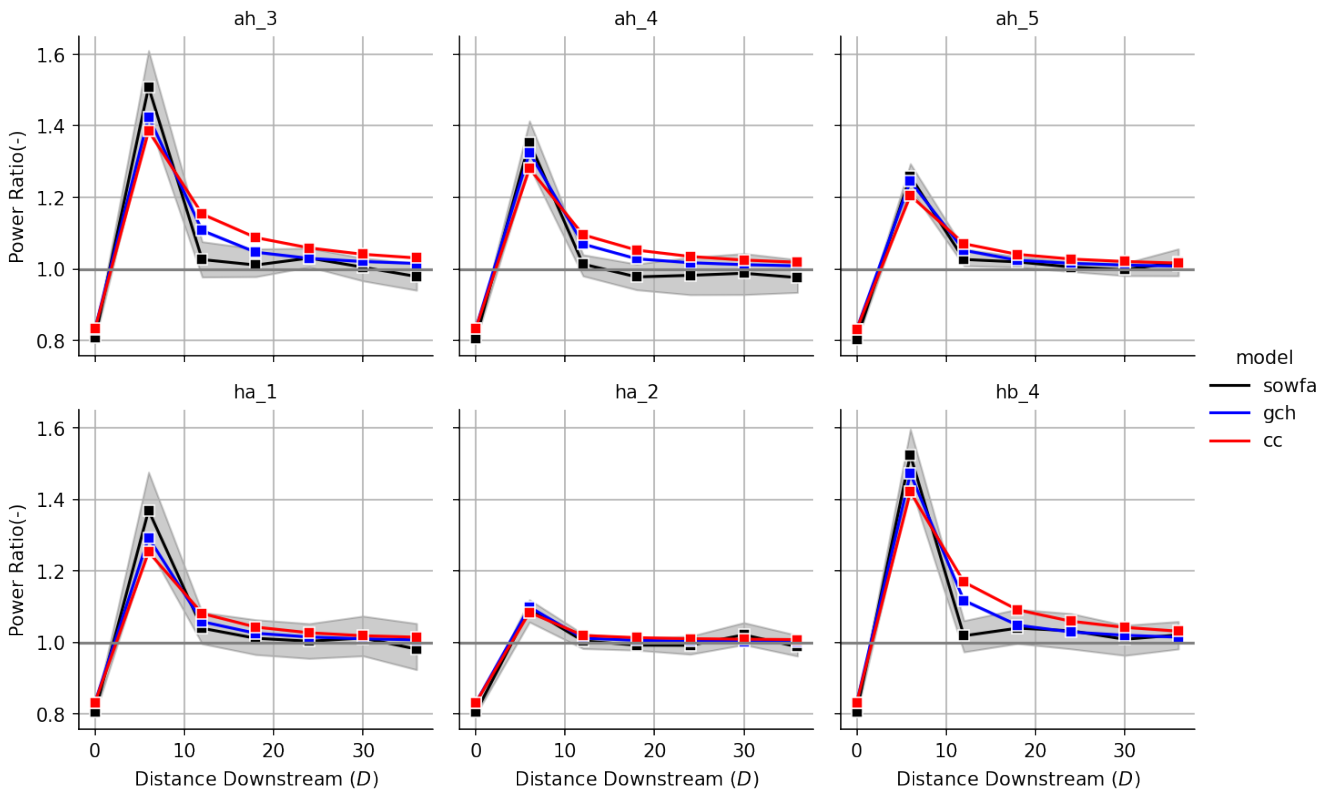 ah_3
ah_4
ah_5
1.6
1.4
1.2
1.0
0.8
Power Ratio(-)
ha_1
ha_2
hb_4
1.6
1.4
1.2
1.0
0.8
Power Ratio(-)
0 10 20 30
0 10 20 30
0 10 20 30
Distance Downstream (D)
Distance Downstream (D)
Distance Downstream (D)
model
sowfa
gch
cc